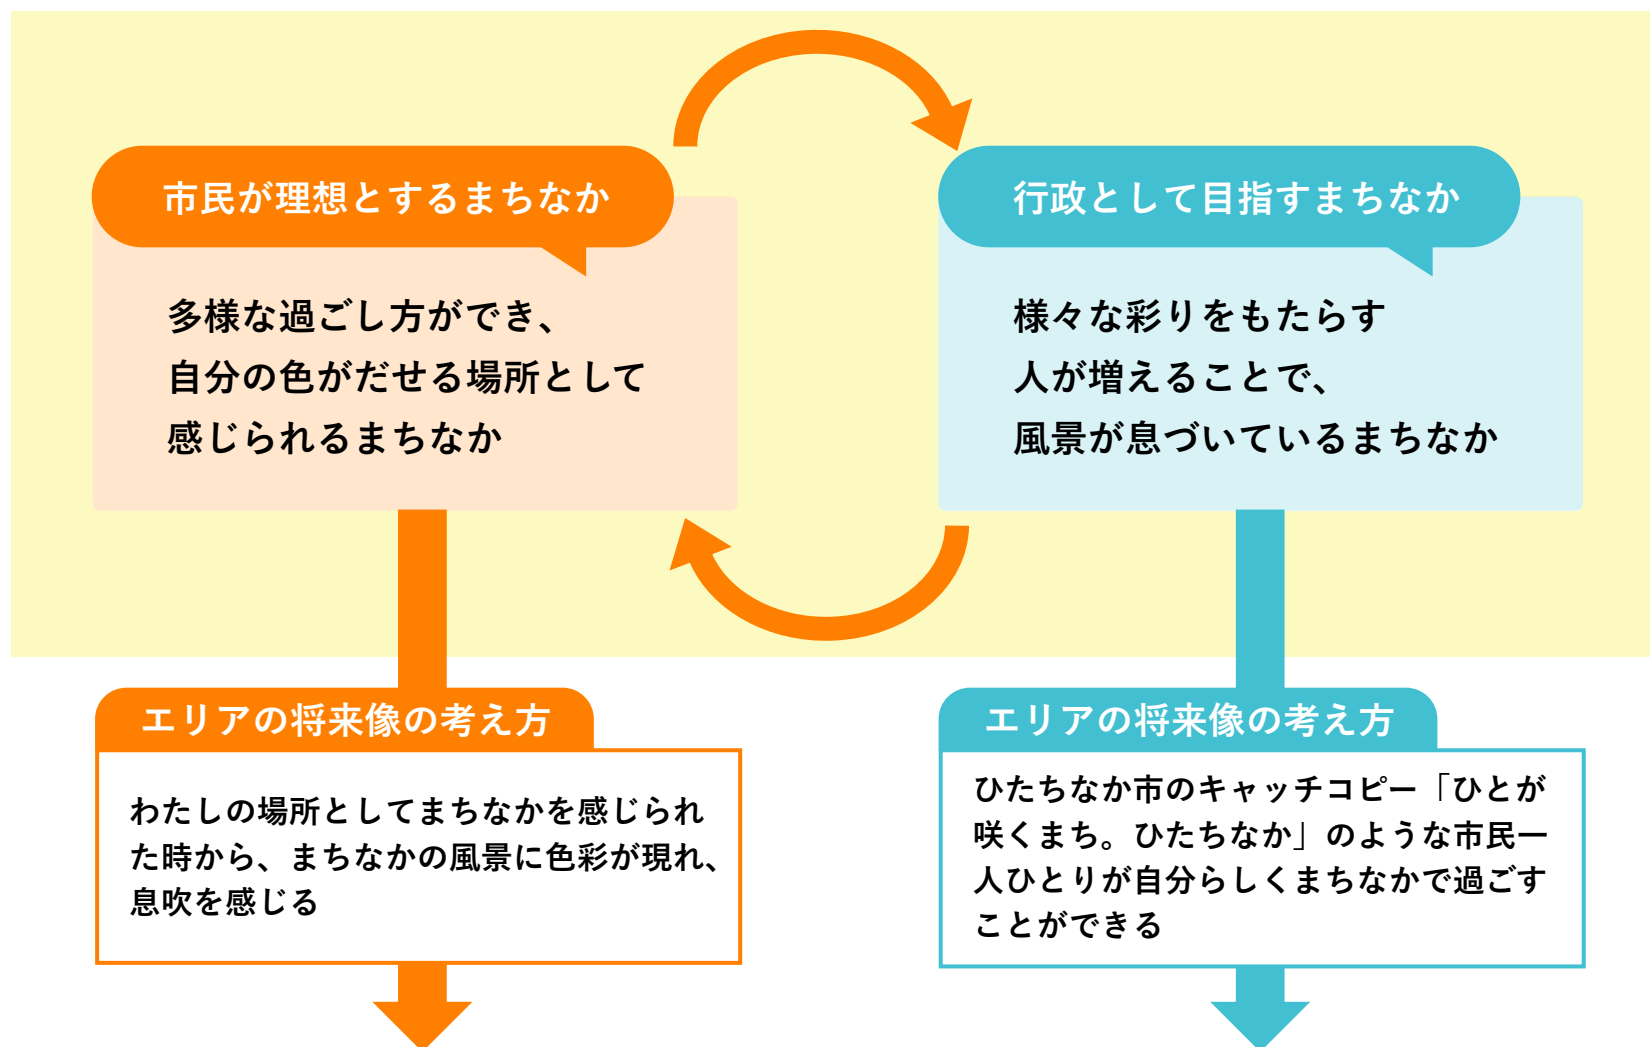 市民が理想とするまちなか
多様な過ごし方ができ、
自分の色がだせる場所として
感じられるまちなか
行政として目指すまちなか
様々な彩りをもたらす
人が増えることで、
風景が息づいているまちなか
エリアの将来像の考え方
わたしの場所としてまちなかを感じられ
た時から、まちなかの風景に色彩が現れ、
息吹を感じる
エリアの将来像の考え方
ひたちなか市のキャッチコピー「ひとが
咲くまち。ひたちなか」のような市民一
人ひとりが自分らしくまちなかで過ごす
ことができる